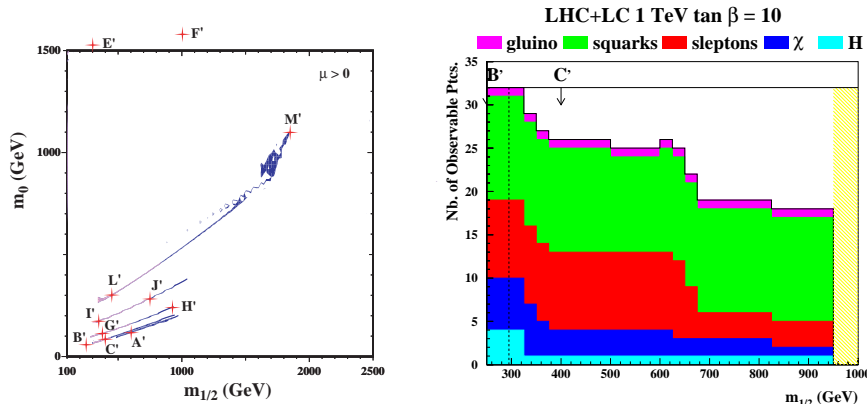 E'
F'
1500
μ > 0
M'
1000
m0 (GeV)
L'
J'
I'
H'
B' G'
C' A'
0
100 1000 2000 2500
m1/2 (GeV)
LHC+LC 1 TeV tan β = 10
gluino squarks sleptons χ H
Nb. of Observable Ptcs.
35
B' C'
30
25
20
15
10
5
0
300 400 500 600 700 800 900 1000
m1/2 (GeV)